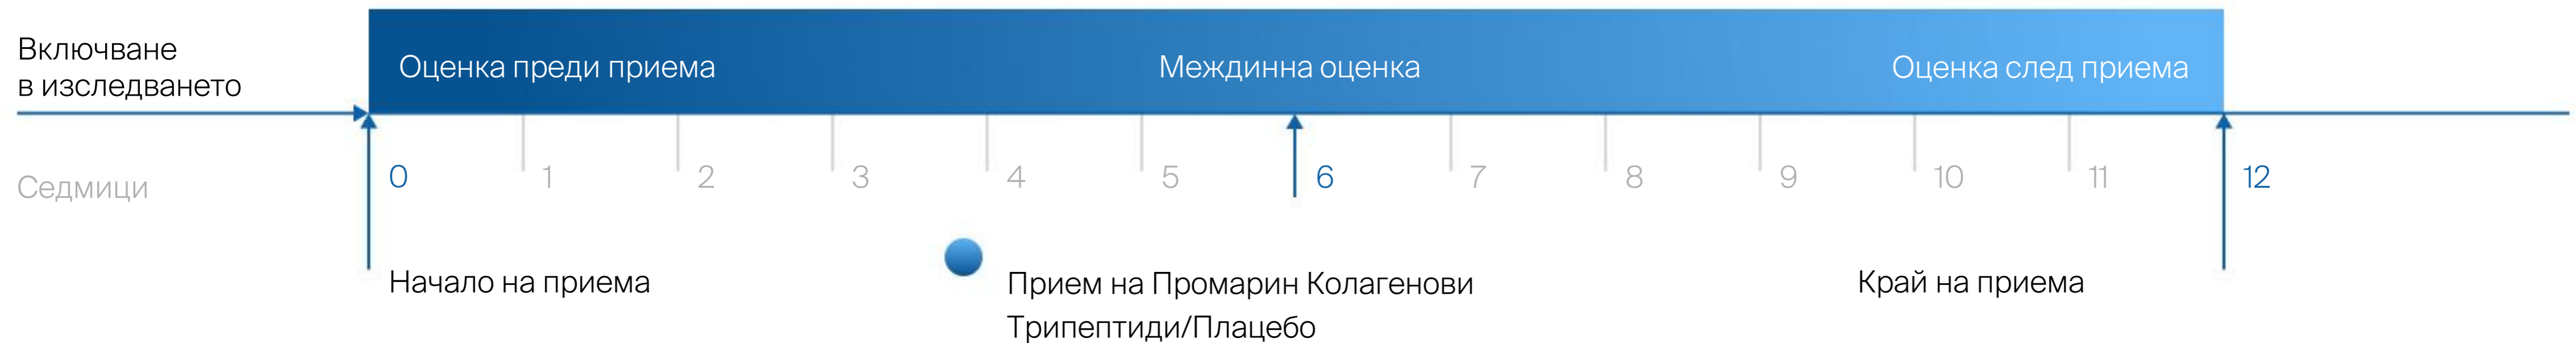 Включване
в изследването
Оценка преди приема
Междинна оценка
Оценка след приема
Седмици
0 1 2 3 4 5 6 7 8 9 10 11 12
Начало на приема
Прием на Промарин Колагенови
Трипептиди/Плацебо
Край на приема